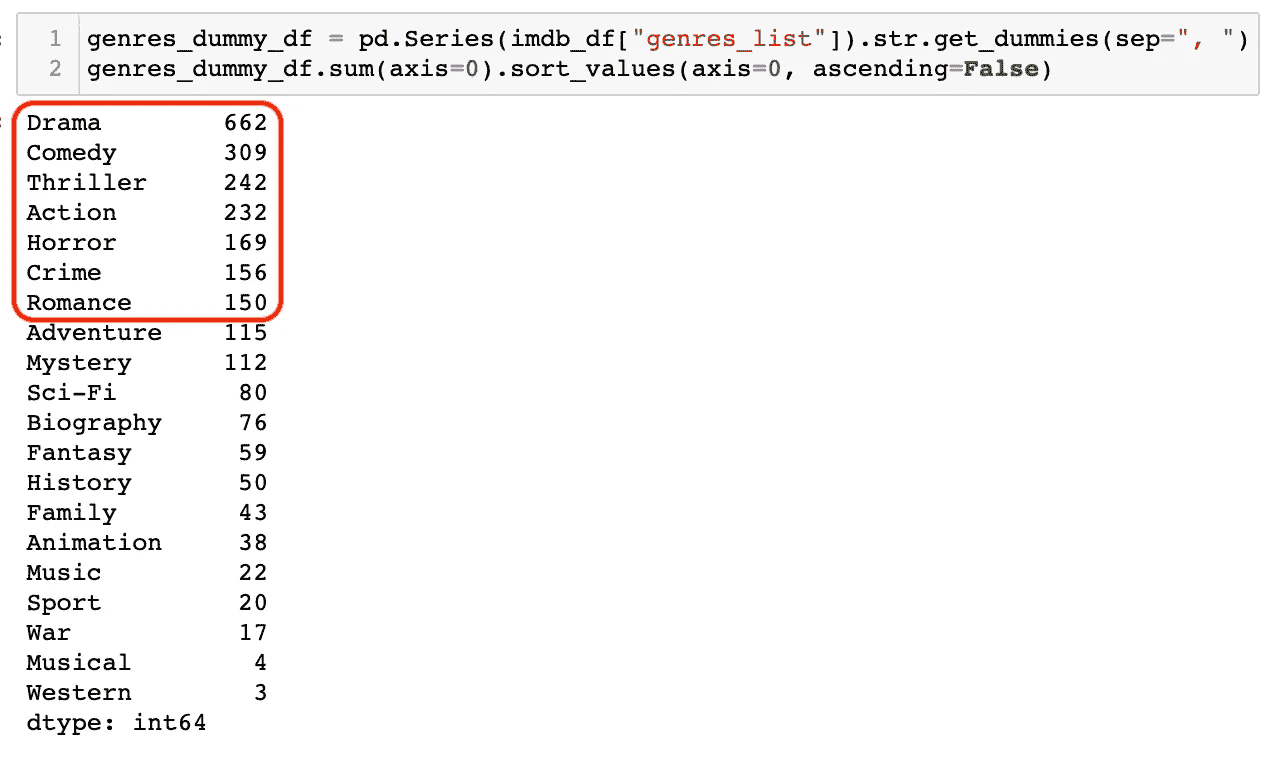 1 genres_dummy_df = pd.Series(imdb_df["genres_list"]).str.get_dummies(sep=", ")
2 genres_dummy_df.sum(axis=0).sort_values(axis=0, ascending=False)
Drama 662
Comedy 309
Thriller 242
Action 232
Horror 169
Crime 156
Romance 150
Adventure 115
Mystery 112
Sci-Fi 80
Biography 76
Fantasy 59
History 50
Family 43
Animation 38
Music 22
Sport 20
War 17
Musical 4
Western 3
dtype: int64